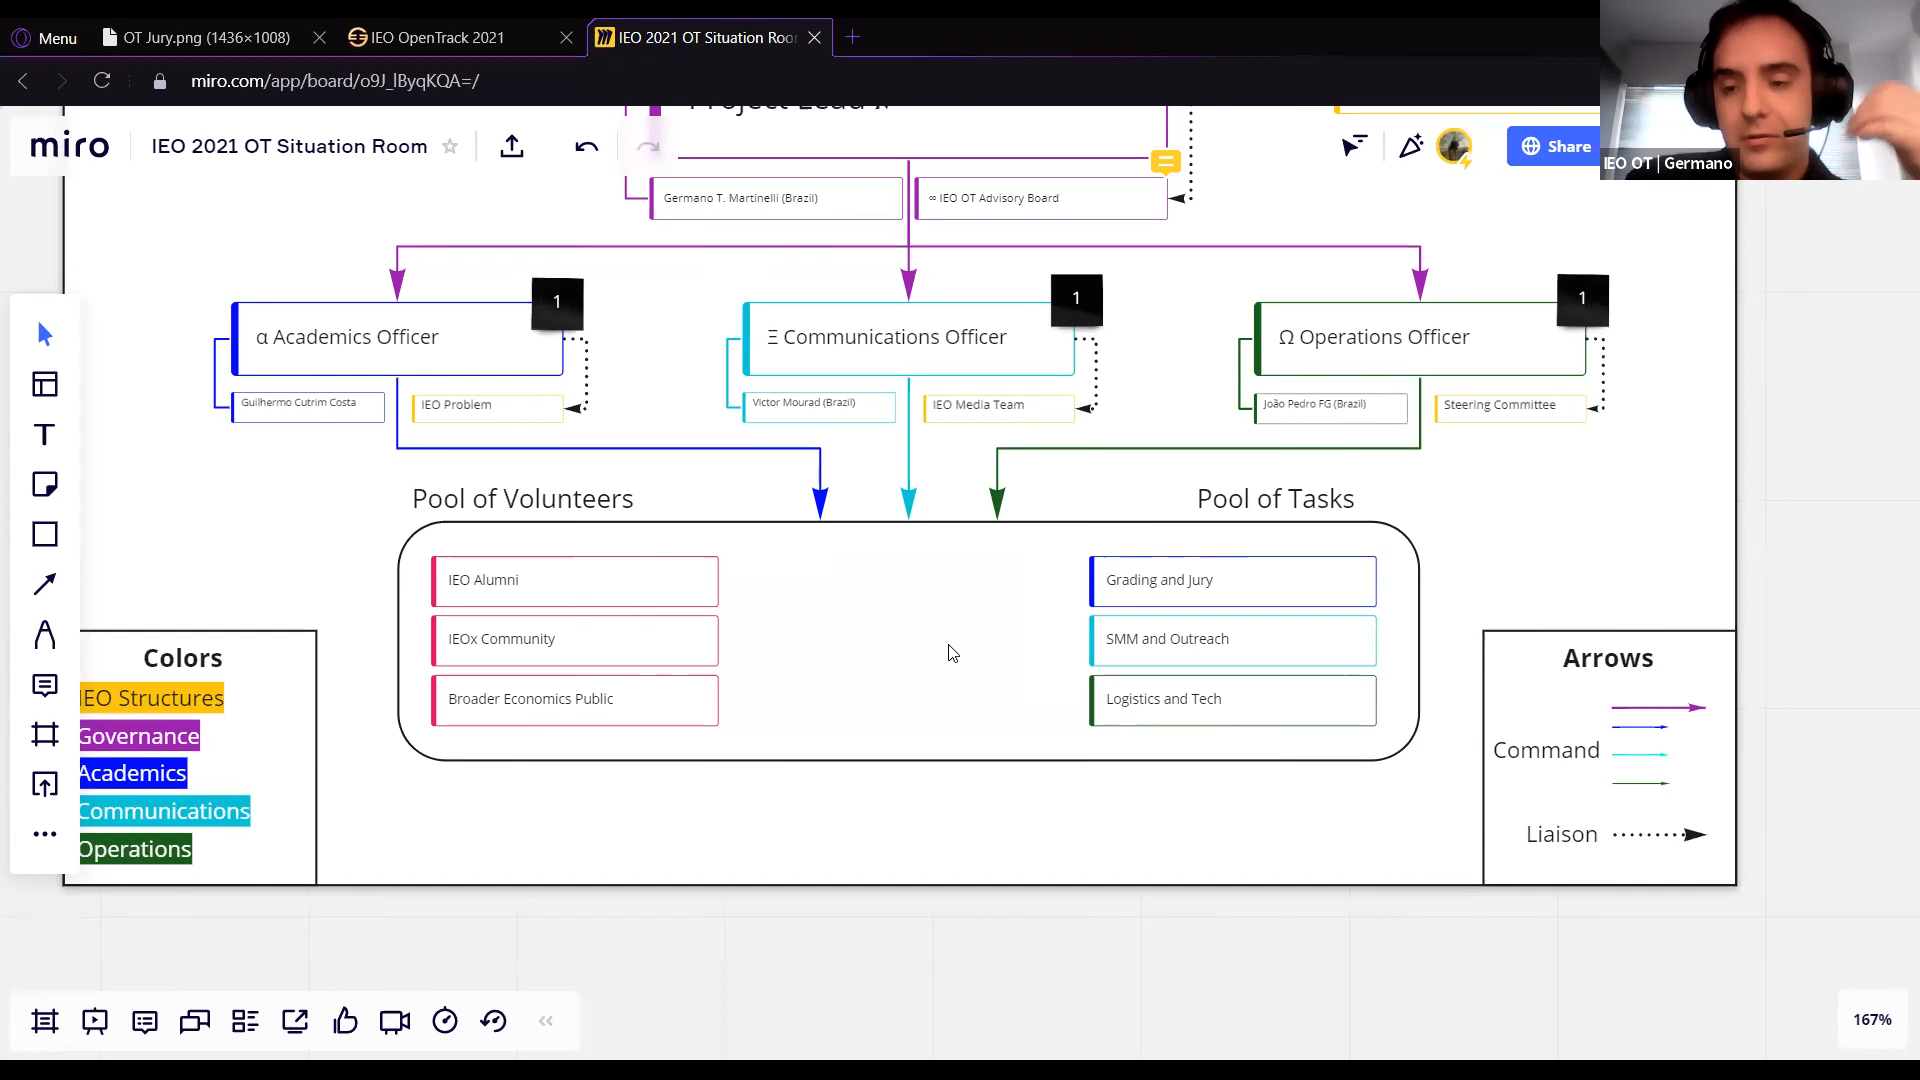 Menu
OT Jury.png (1436×1008)
IEO OpenTrack 2021
IEO 2021 OT Situation Roo
miro.com/app/board/o9J_lByqKQA=/
Project Lead
miro
IEO 2021 OT Situation Room
Share
IEO OT | Germano
Germano T. Martinelli (Brazil)
∞ IEO OT Advisory Board
1
1
1
α Academics Officer
Ξ Communications Officer
Ω Operations Officer
Guilhermo Cutrim Costa
IEO Problem
Victor Mourad (Brazil)
IEO Media Team
João Pedro FG (Brazil)
Steering Committee
Pool of Volunteers
Pool of Tasks
IEO Alumni
Grading and Jury
IEOx Community
SMM and Outreach
Broader Economics Public
Logistics and Tech
Colors
IEO Structures
Governance
Academics
Communications
Operations
Arrows
Command
Liaison
167%